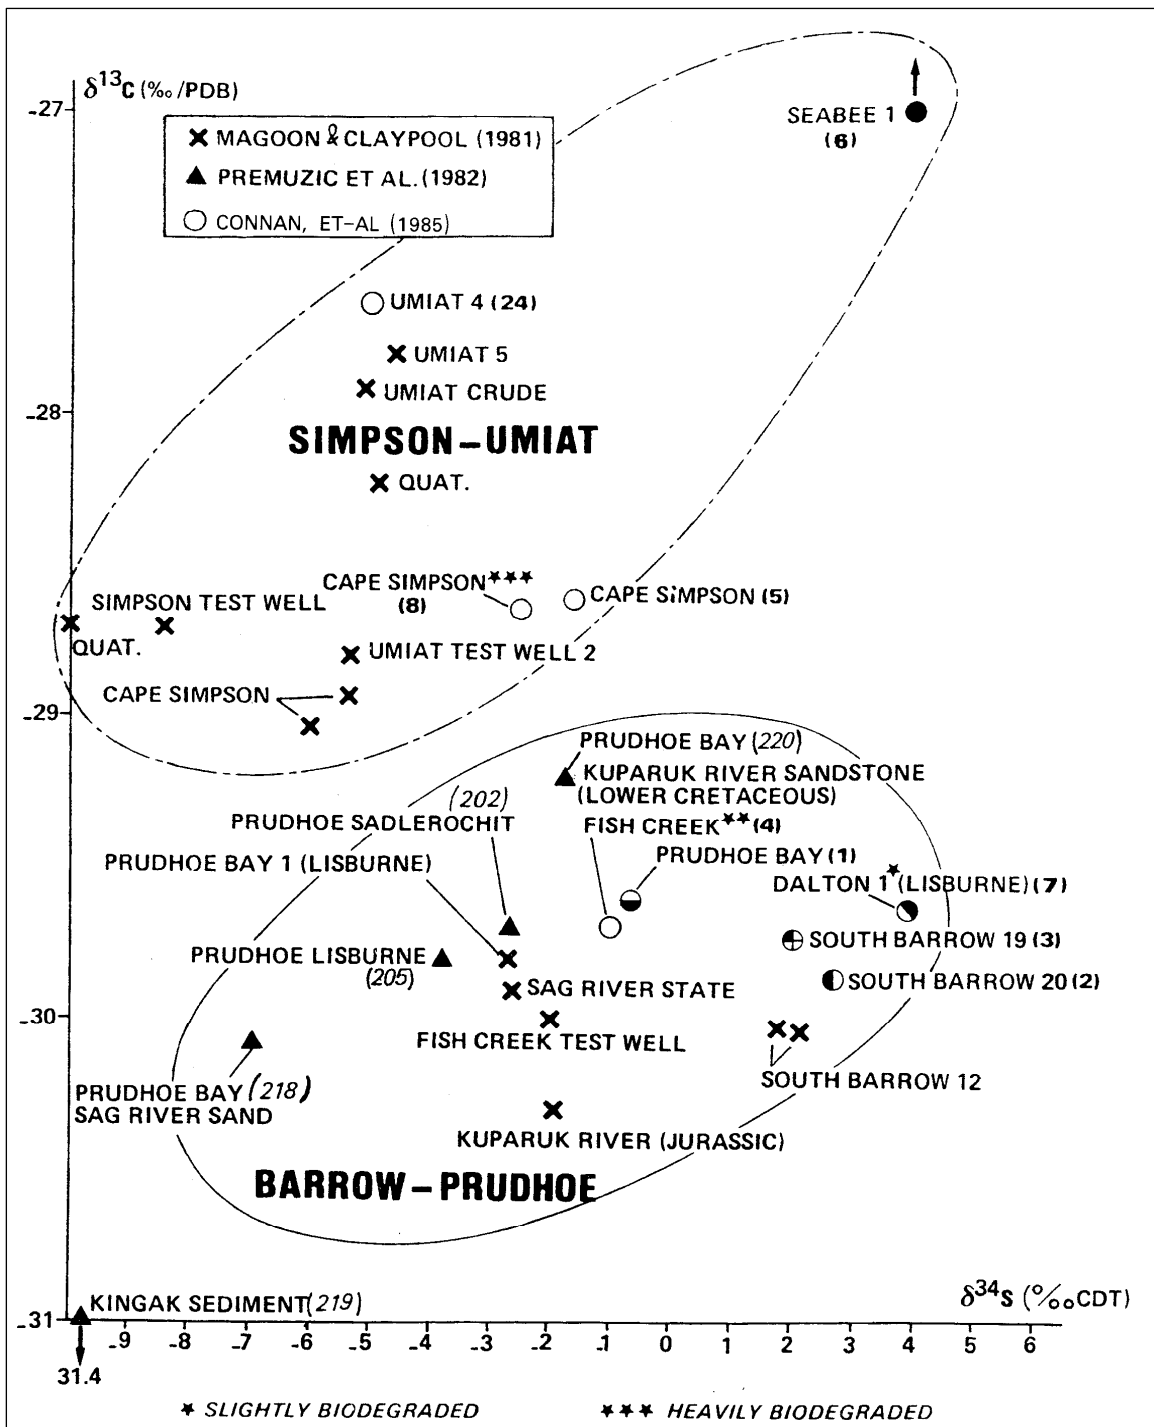 δ13C (‰/PDB)
-27
SEABEE 1
(6)
MAGOON & CLAYPOOL (1981)
PREMUZIC ET AL. (1982)
CONNAN, ET-AL (1985)
UMIAT 4 (24)
UMIAT 5
UMIAT CRUDE
-28
SIMPSON-UMIAT
QUAT.
CAPE SIMPSON★★★
(8)
CAPE SIMPSON (5)
SIMPSON TEST WELL
QUAT.
UMIAT TEST WELL 2
CAPE SIMPSON
-29
PRUDHOE BAY (220)
KUPARUK RIVER SANDSTONE
(LOWER CRETACEOUS)
(202)
PRUDHOE SADLEROCHIT
FISH CREEK★★ (4)
PRUDHOE BAY 1 (LISBURNE)
PRUDHOE BAY (1)
DALTON 1★ (LISBURNE) (7)
PRUDHOE LISBURNE
(205)
SOUTH BARROW 19 (3)
SOUTH BARROW 20 (2)
SAG RIVER STATE
-30
FISH CREEK TEST WELL
SOUTH BARROW 12
PRUDHOE BAY (218)
SAG RIVER SAND
KUPARUK RIVER (JURASSIC)
BARROW-PRUDHOE
KINGAK SEDIMENT (219)
δ34S (°/ooCDT)
-31
-9 -8 -7 -6 -5 -4 -3 -2 -1 0 1 2 3 4 5 6
31.4
★ SLIGHTLY BIODEGRADED ★★★ HEAVILY BIODEGRADED